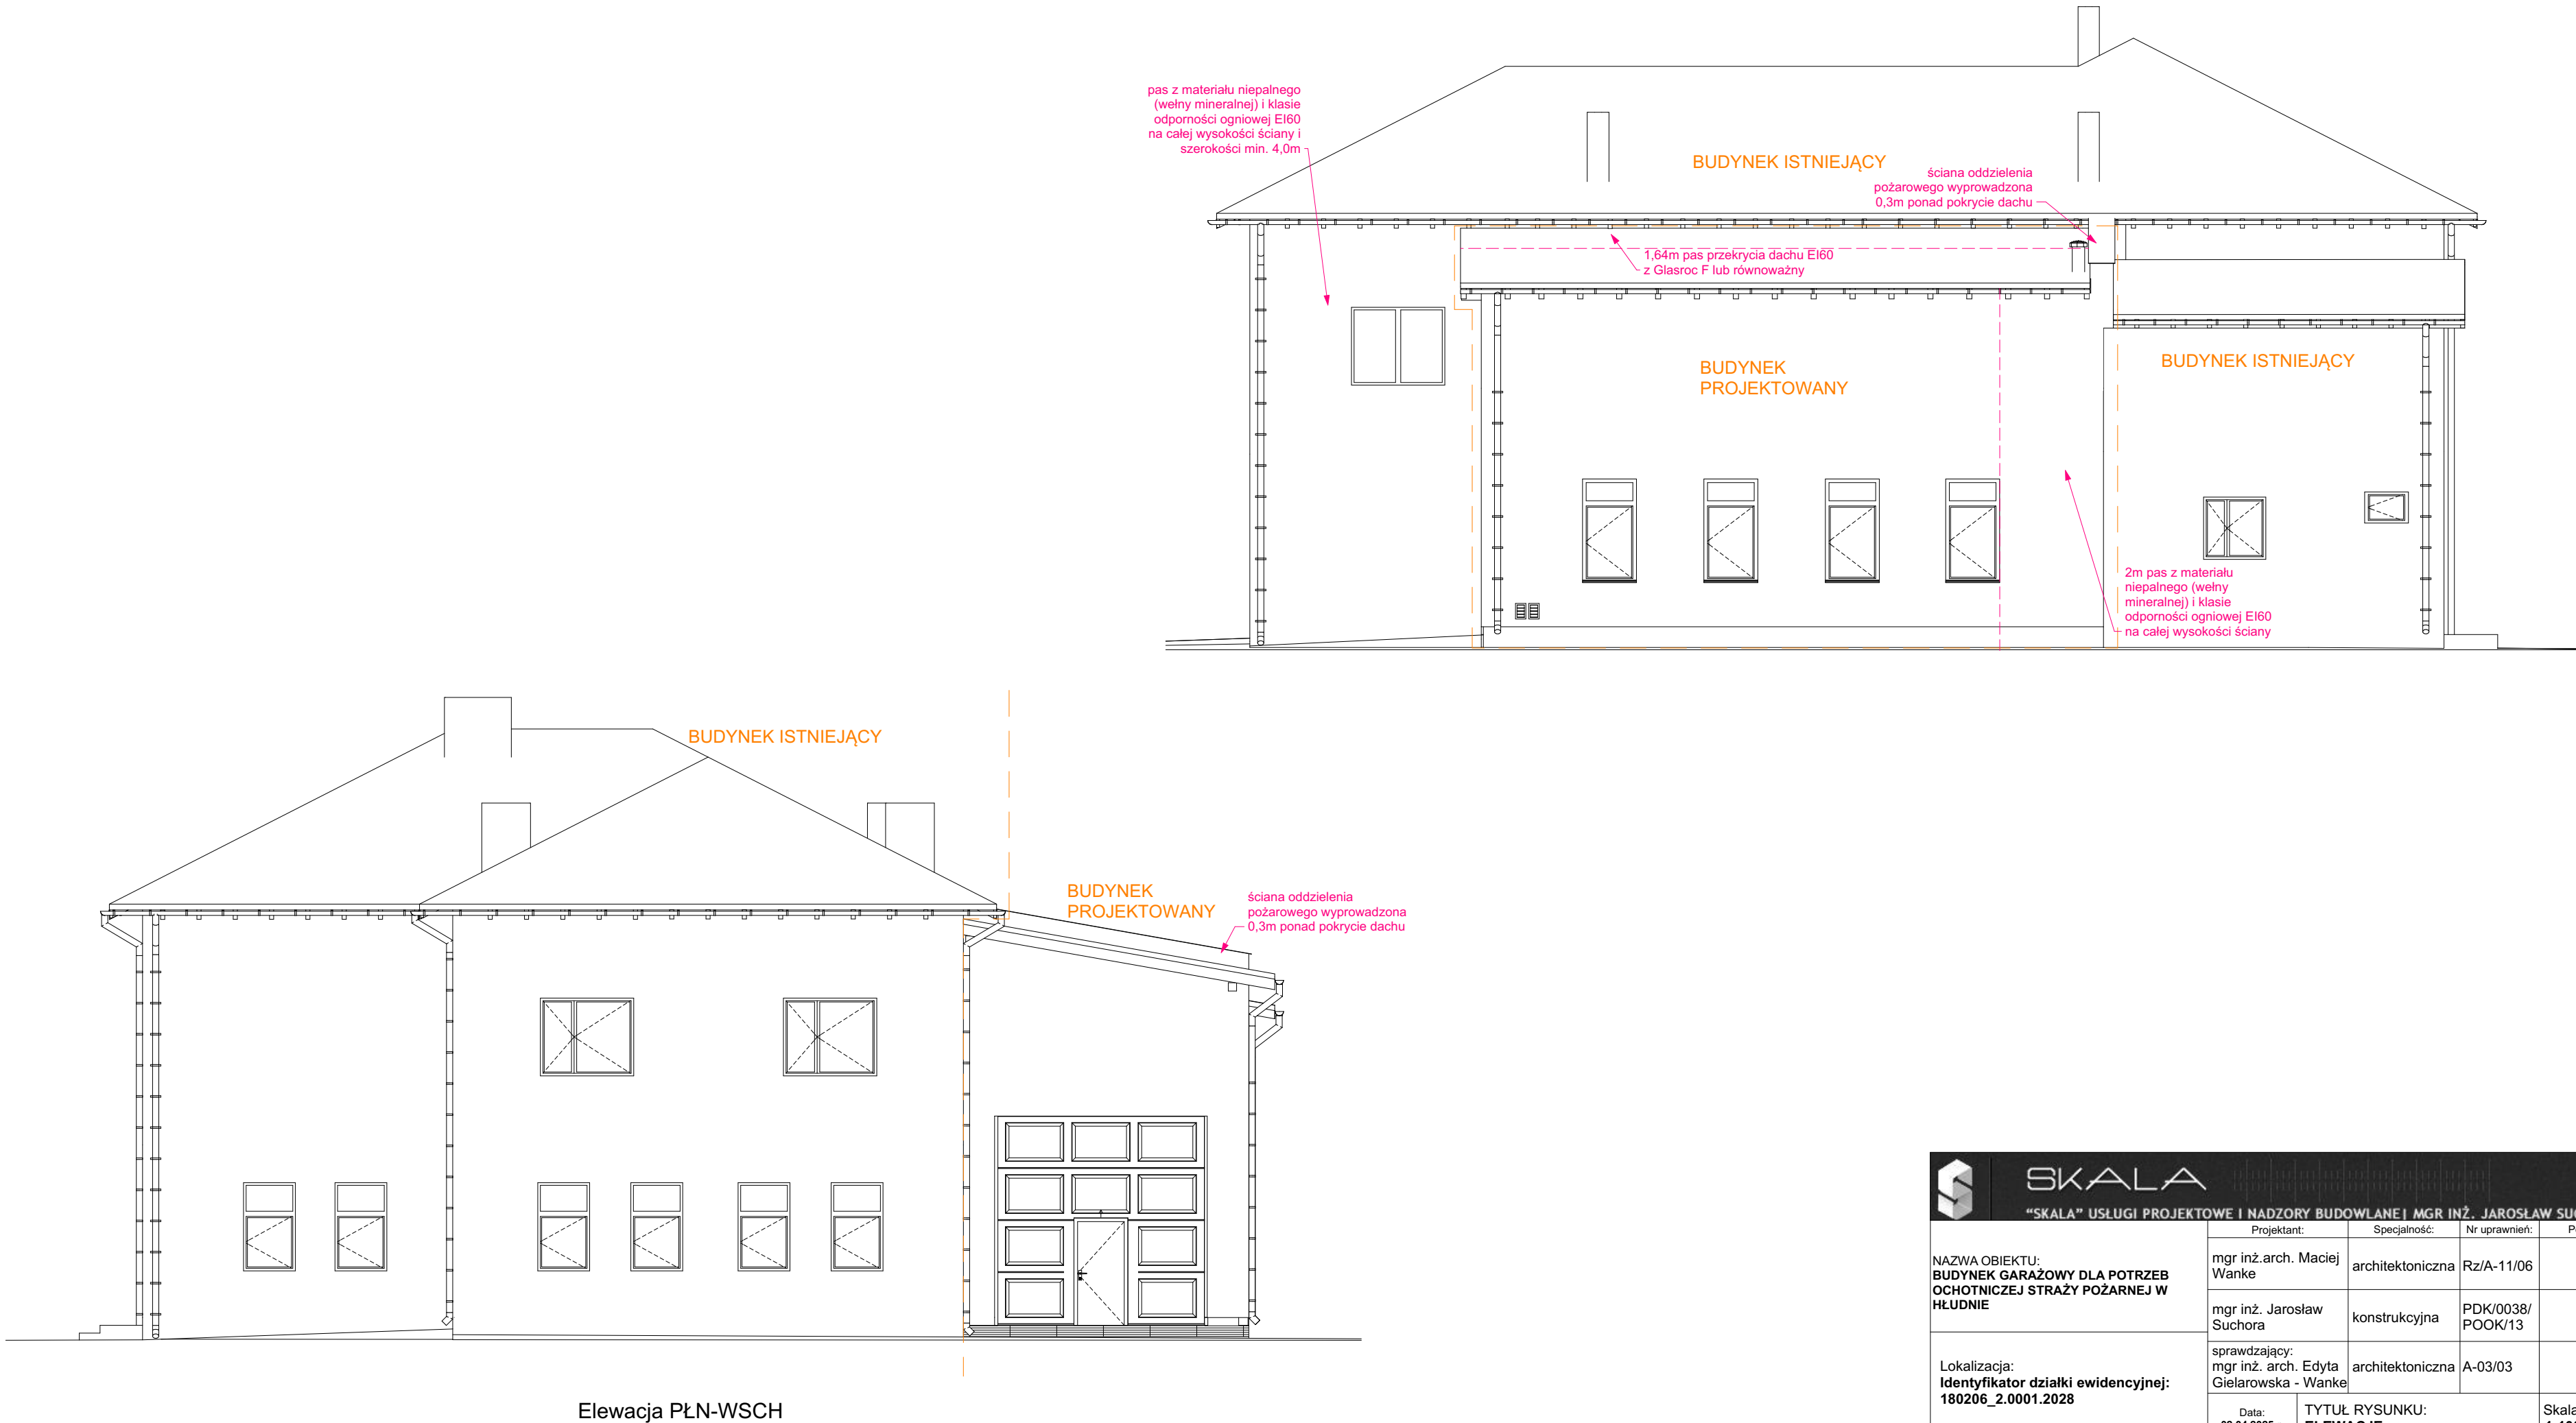 pas z materiału niepalnego
(wełny mineralnej) i klasie
odporności ogniowej EI60
na całej wysokości ściany i
szerokości min. 4,0m
BUDYNEK ISTNIEJĄCY
ściana oddzielenia
pożarowego wyprowadzona
0,3m ponad pokrycie dachu
1,64m pas przekrycia dachu EI60
z Glasroc F lub równoważny
BUDYNEK
PROJEKTOWANY
BUDYNEK ISTNIEJĄCY
2m pas z materiału
niepalnego (wełny
mineralnej) i klasie
odporności ogniowej EI60
na całej wysokości ściany
BUDYNEK ISTNIEJĄCY
BUDYNEK
PROJEKTOWANY
ściana oddzielenia
pożarowego wyprowadzona
0,3m ponad pokrycie dachu
Elewacja PŁN-WSCH
SKALA
"SKALA" USŁUGI PROJEKTOWE I NADZORY BUDOWLANE| MGR INŻ. JAROSŁAW
Projektant: Specjalność: Nr uprawnień:
NAZWA OBIEKTU:
BUDYNEK GARAŻOWY DLA POTRZEB
OCHOTNICZEJ STRAŻY POŻARNEJ W
HŁUDNIE
mgr inż.arch. Maciej
Wanke
architektoniczna
Rz/A-11/06
mgr inż. Jarosław
Suchora
konstrukcyjna
PDK/0038/
POOK/13
sprawdzający:
mgr inż. arch. Edyta
Gielarowska - Wanke
architektoniczna
A-03/03
Lokalizacja:
Identyfikator działki ewidencyjnej:
180206_2.0001.2028
Data:
TYTUŁ RYSUNKU:
Skala